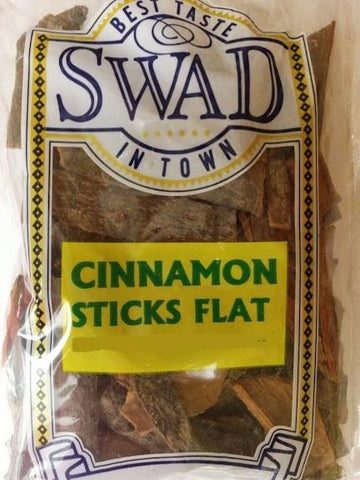 BEST TASTE
SWAD
IN TOWN
CINNAMON
STICKS FLAT